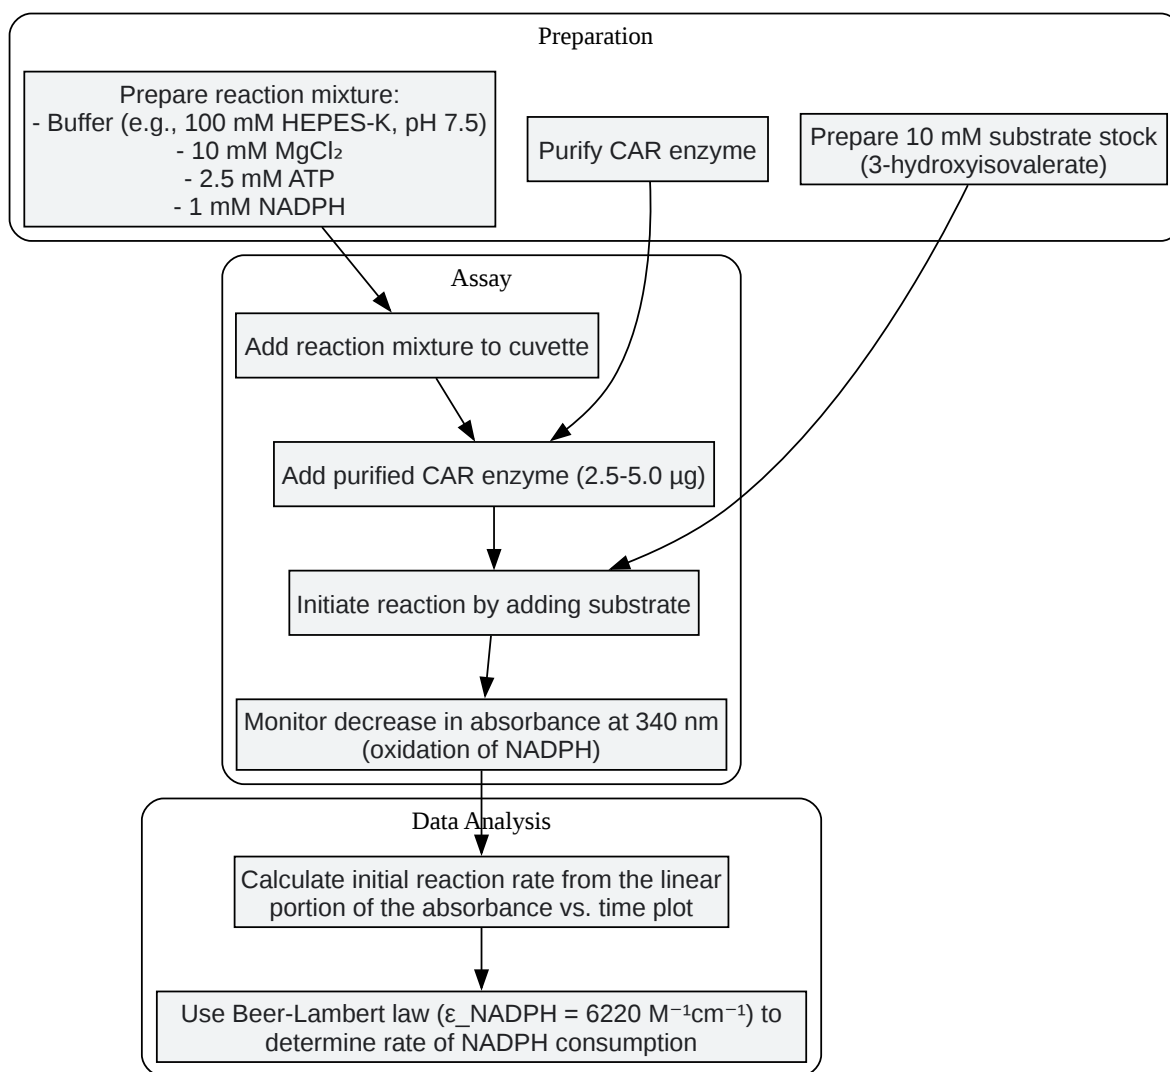 Preparation
Prepare reaction mixture:
- Buffer (e.g., 100 mM HEPES-K, pH 7.5)
- 10 mM MgCl₂
- 2.5 mM ATP
- 1 mM NADPH
Purify CAR enzyme
Prepare 10 mM substrate stock
(3-hydroxyisovalerate)
Assay
Add reaction mixture to cuvette
Add purified CAR enzyme (2.5-5.0 µg)
Initiate reaction by adding substrate
Monitor decrease in absorbance at 340 nm
(oxidation of NADPH)
Data Analysis
Calculate initial reaction rate from the linear
portion of the absorbance vs. time plot
Use Beer-Lambert law (ε_NADPH = 6220 M⁻¹cm⁻¹) to
determine rate of NADPH consumption